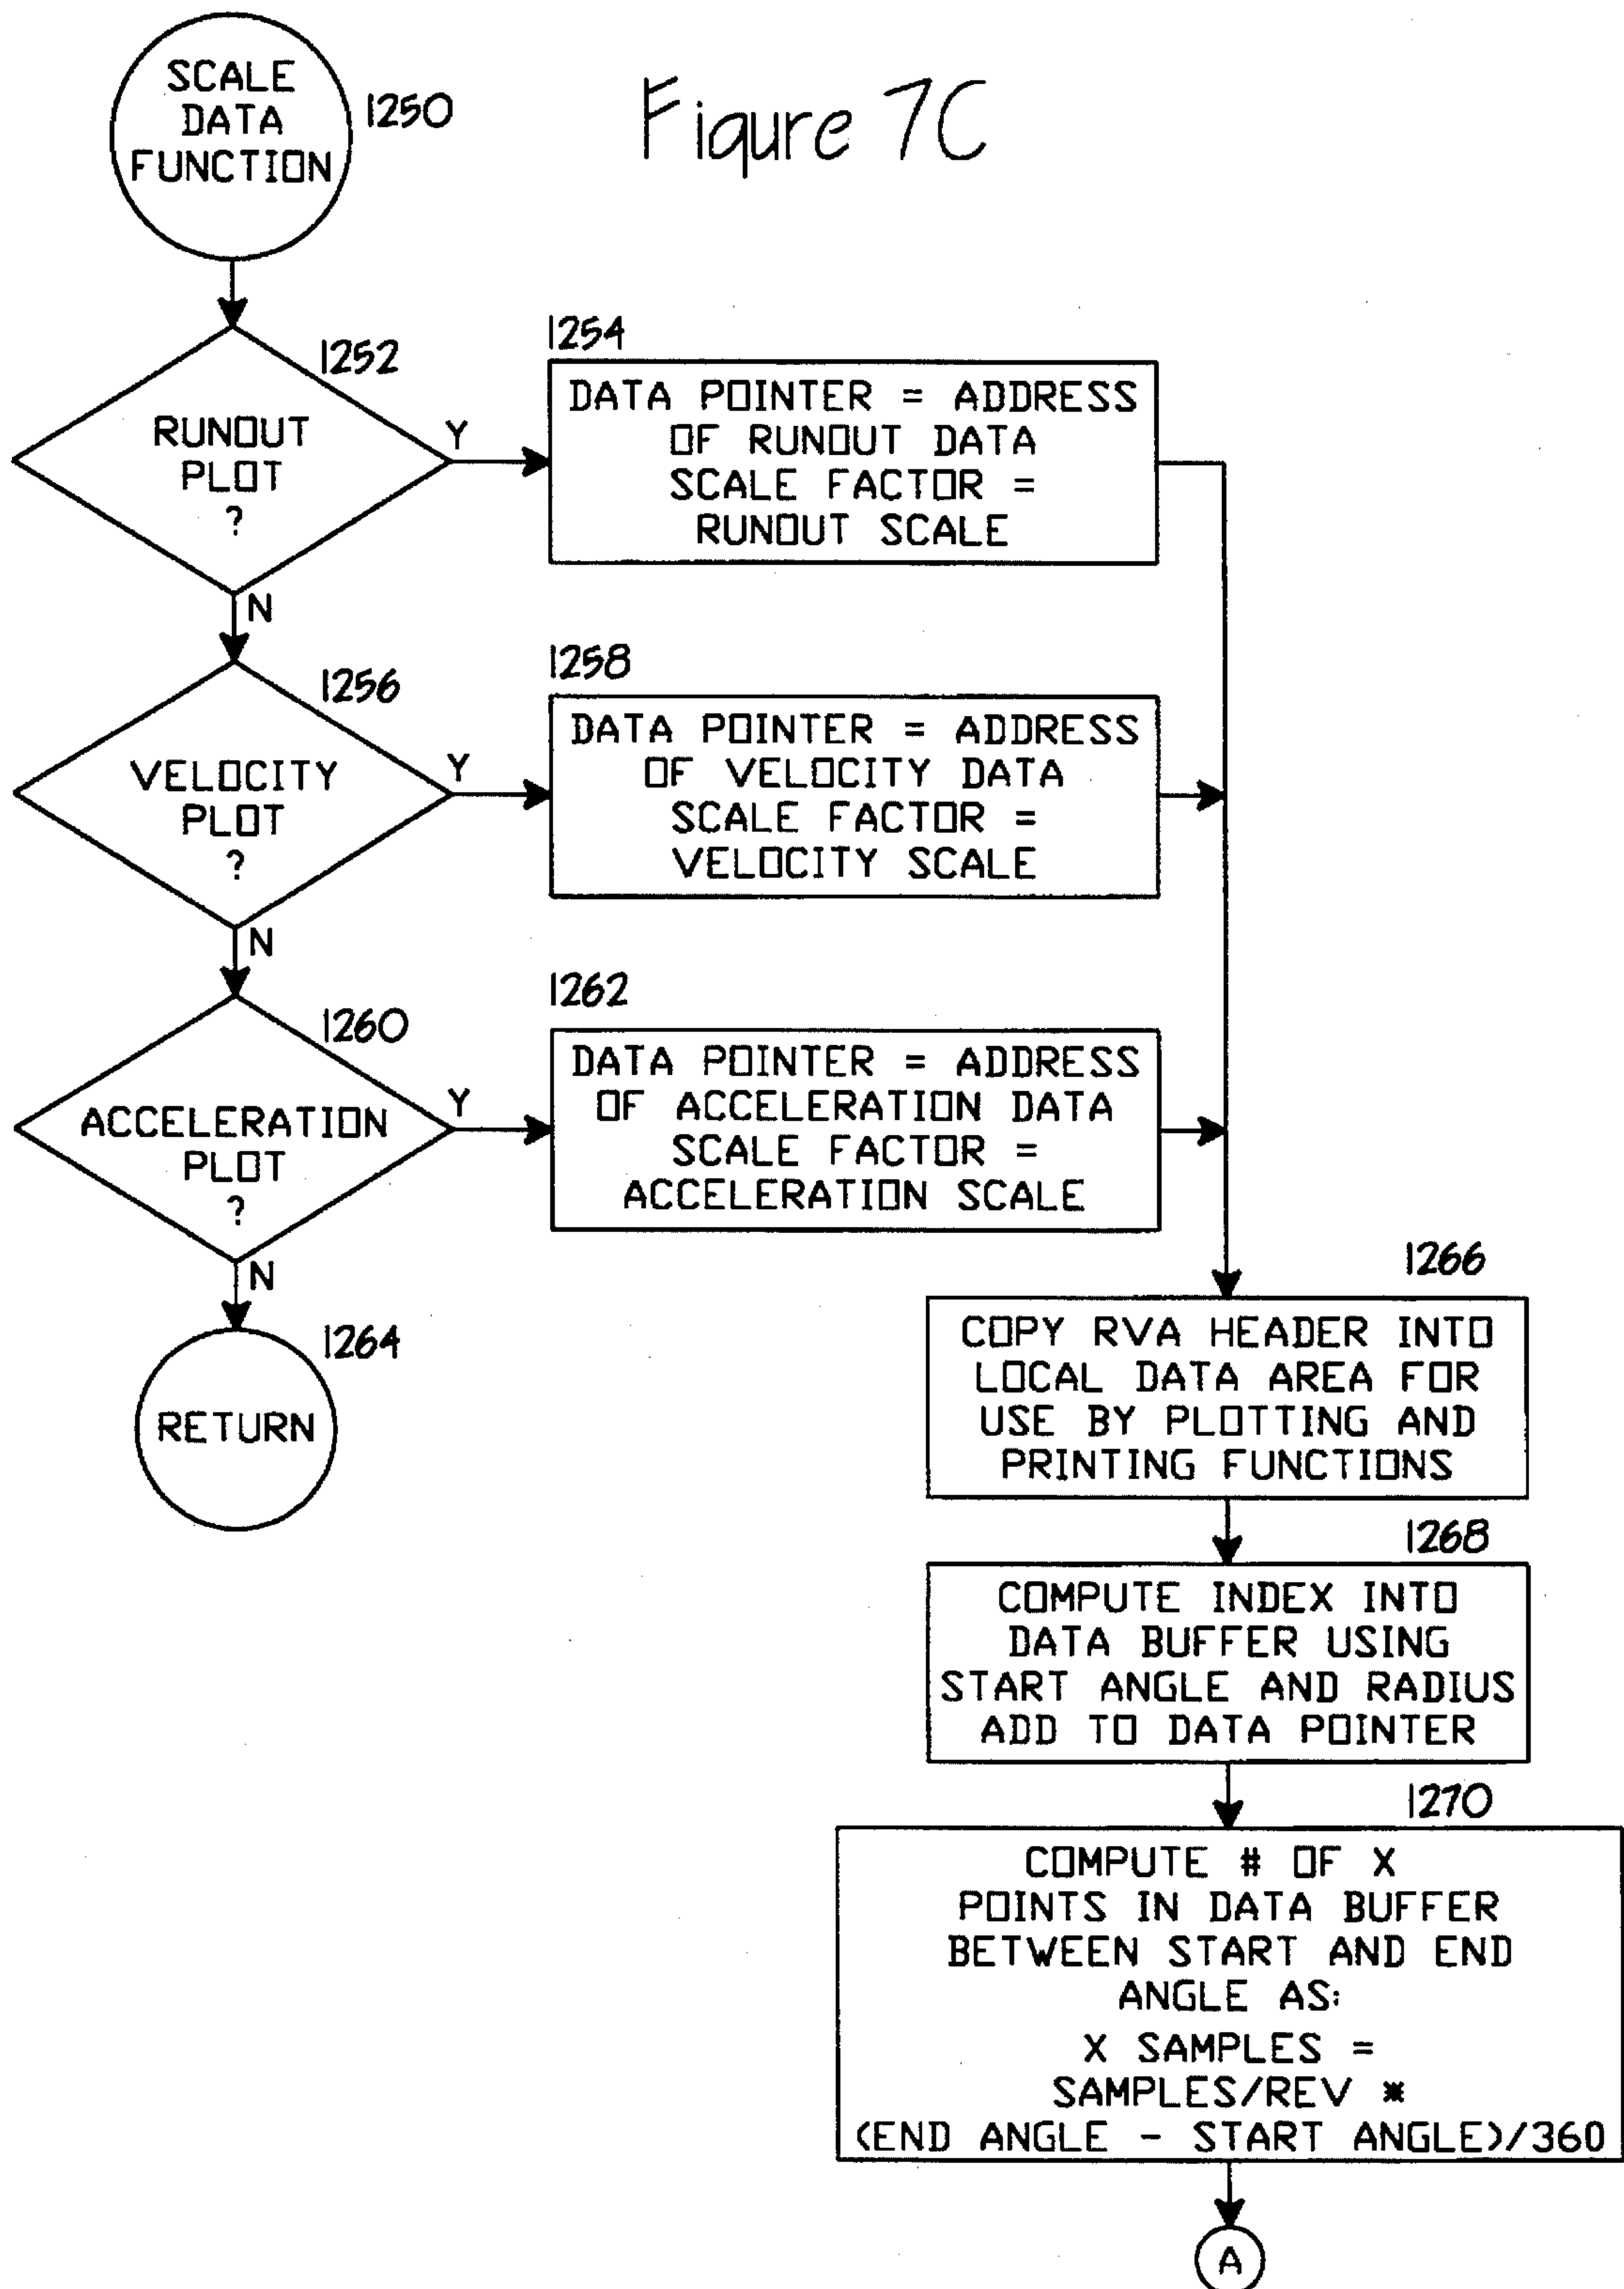 Figure 7C
SCALE
DATA
FUNCTION
1250
1252
RUNOUT
PLOT
?
Y
N
1254
DATA POINTER = ADDRESS
OF RUNOUT DATA
SCALE FACTOR =
RUNOUT SCALE
1256
VELOCITY
PLOT
?
Y
N
1258
DATA POINTER = ADDRESS
OF VELOCITY DATA
SCALE FACTOR =
VELOCITY SCALE
1260
ACCELERATION
PLOT
?
Y
N
1262
DATA POINTER = ADDRESS
OF ACCELERATION DATA
SCALE FACTOR =
ACCELERATION SCALE
1264
RETURN
1266
COPY RVA HEADER INTO
LOCAL DATA AREA FOR
USE BY PLOTTING AND
PRINTING FUNCTIONS
1268
COMPUTE INDEX INTO
DATA BUFFER USING
START ANGLE AND RADIUS
ADD TO DATA POINTER
1270
COMPUTE # OF X
POINTS IN DATA BUFFER
BETWEEN START AND END
ANGLE AS:
X SAMPLES =
SAMPLES/REV *
(END ANGLE - START ANGLE)/360
A